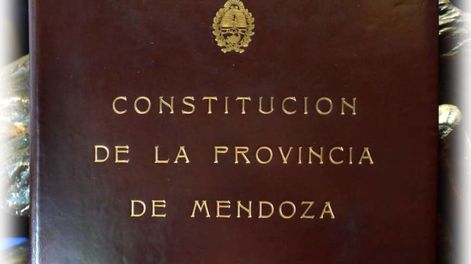 CONSTITUCION
DE LA PROVINCIA
DE MENDOZA